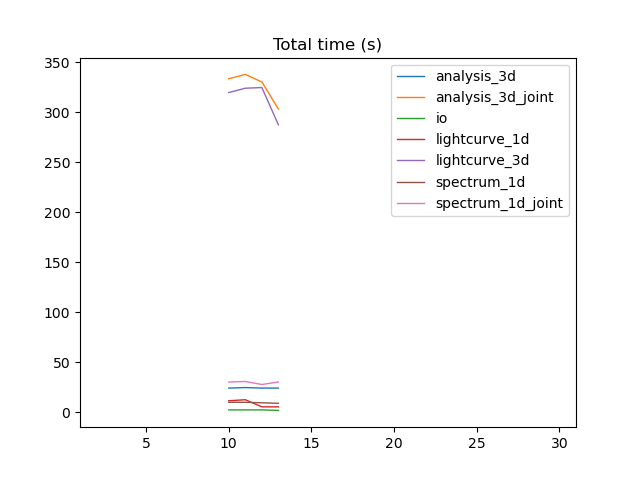 Total time (s)
350
300
250
200
150
100
50
0
5 10 15 20 25 30
analysis_3d
analysis_3d_joint
io
lightcurve_1d
lightcurve_3d
spectrum_1d
spectrum_1d_joint